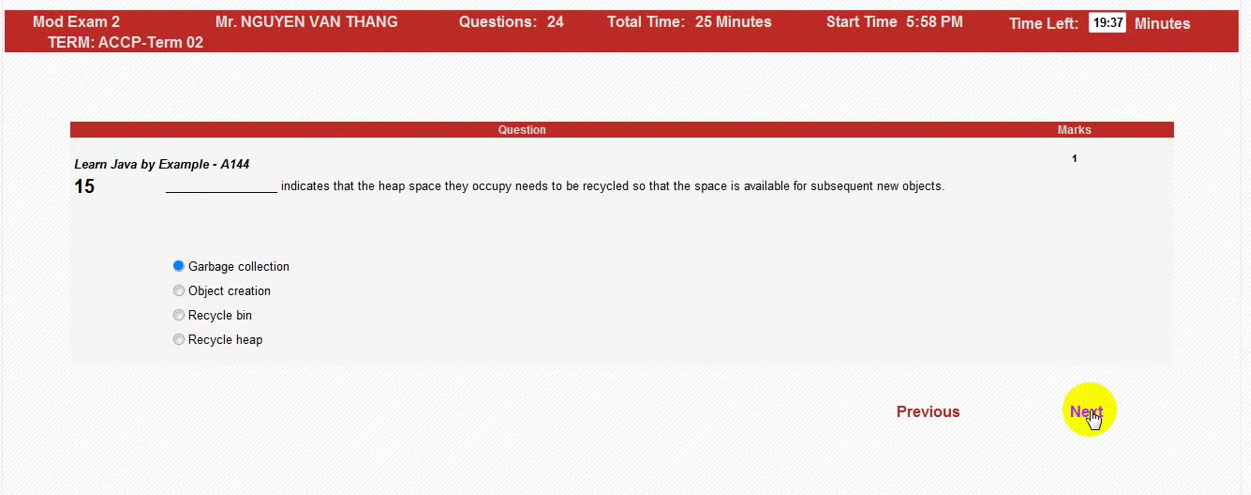 Mod Exam 2 Mr. NGUYEN VAN THANG Questions: 24 Total Time: 25 Minutes Start Time 5:58 PM Time Left: 19:37 Minutes
TERM: ACCP-Term 02
Question Marks
Learn Java by Example - A144 1
15 ________________ indicates that the heap space they occupy needs to be recycled so that the space is available for subsequent new objects.
Garbage collection
Object creation
Recycle bin
Recycle heap
Previous Next